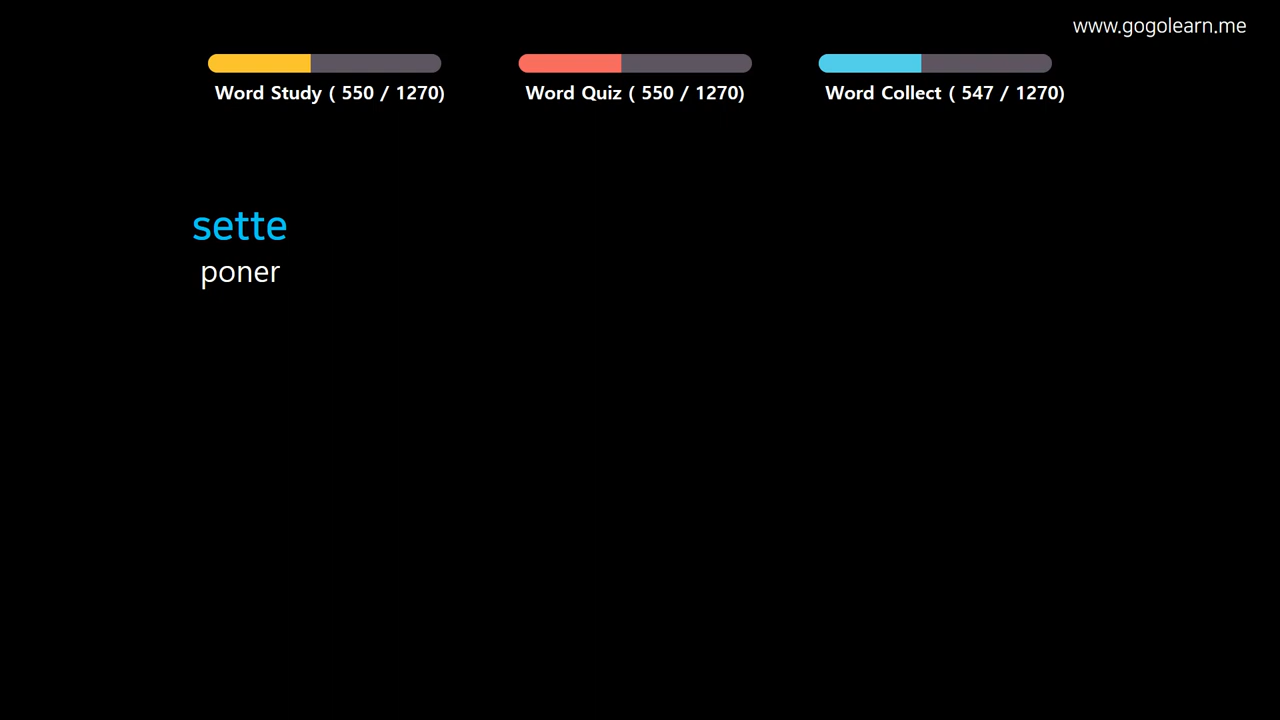 www.gogolearn.me
Word Study ( 550 / 1270)
Word Quiz ( 550 / 1270)
Word Collect ( 547 / 1270)
sette
poner